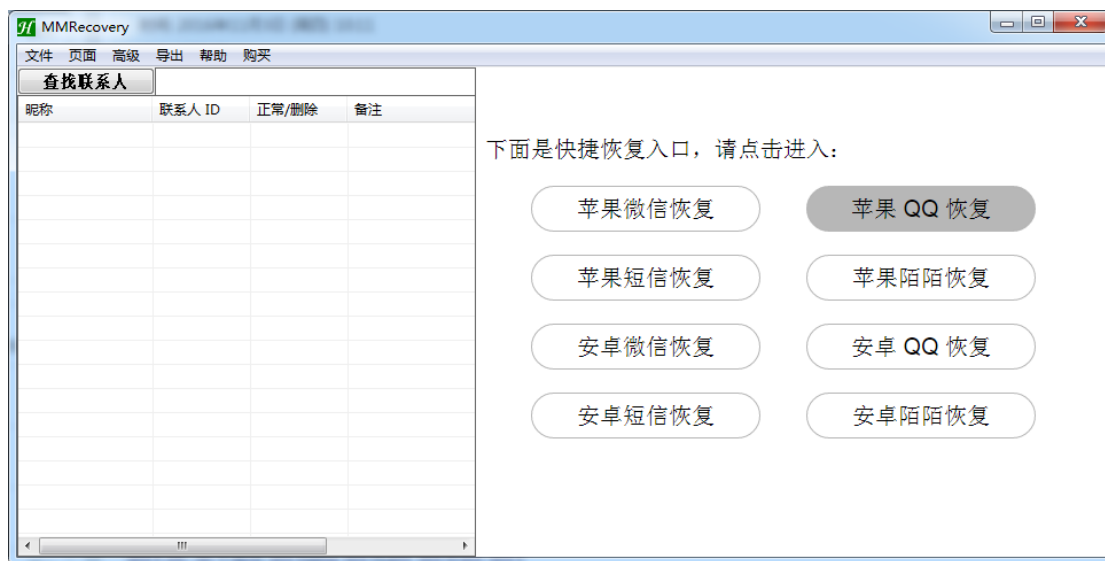 MMRecovery
文件 页面 高级 导出 帮助 购买
查找联系人
昵称 联系人 ID 正常/删除 备注
下面是快捷恢复入口，请点击进入：
苹果微信恢复 苹果 QQ 恢复
苹果短信恢复 苹果陌陌恢复
安卓微信恢复 安卓 QQ 恢复
安卓短信恢复 安卓陌陌恢复